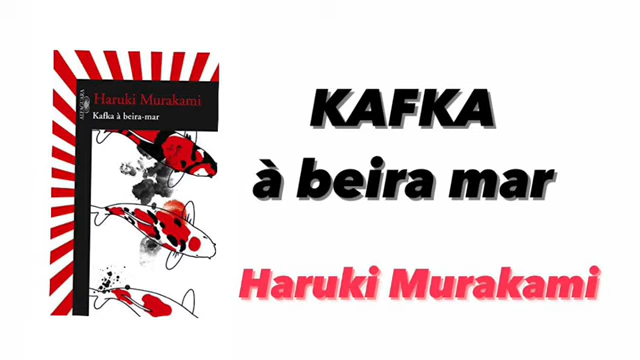 ALFAGUARA
Haruki Murakami
Kafka à beira-mar
KAFKA
à beira mar
Haruki Murakami